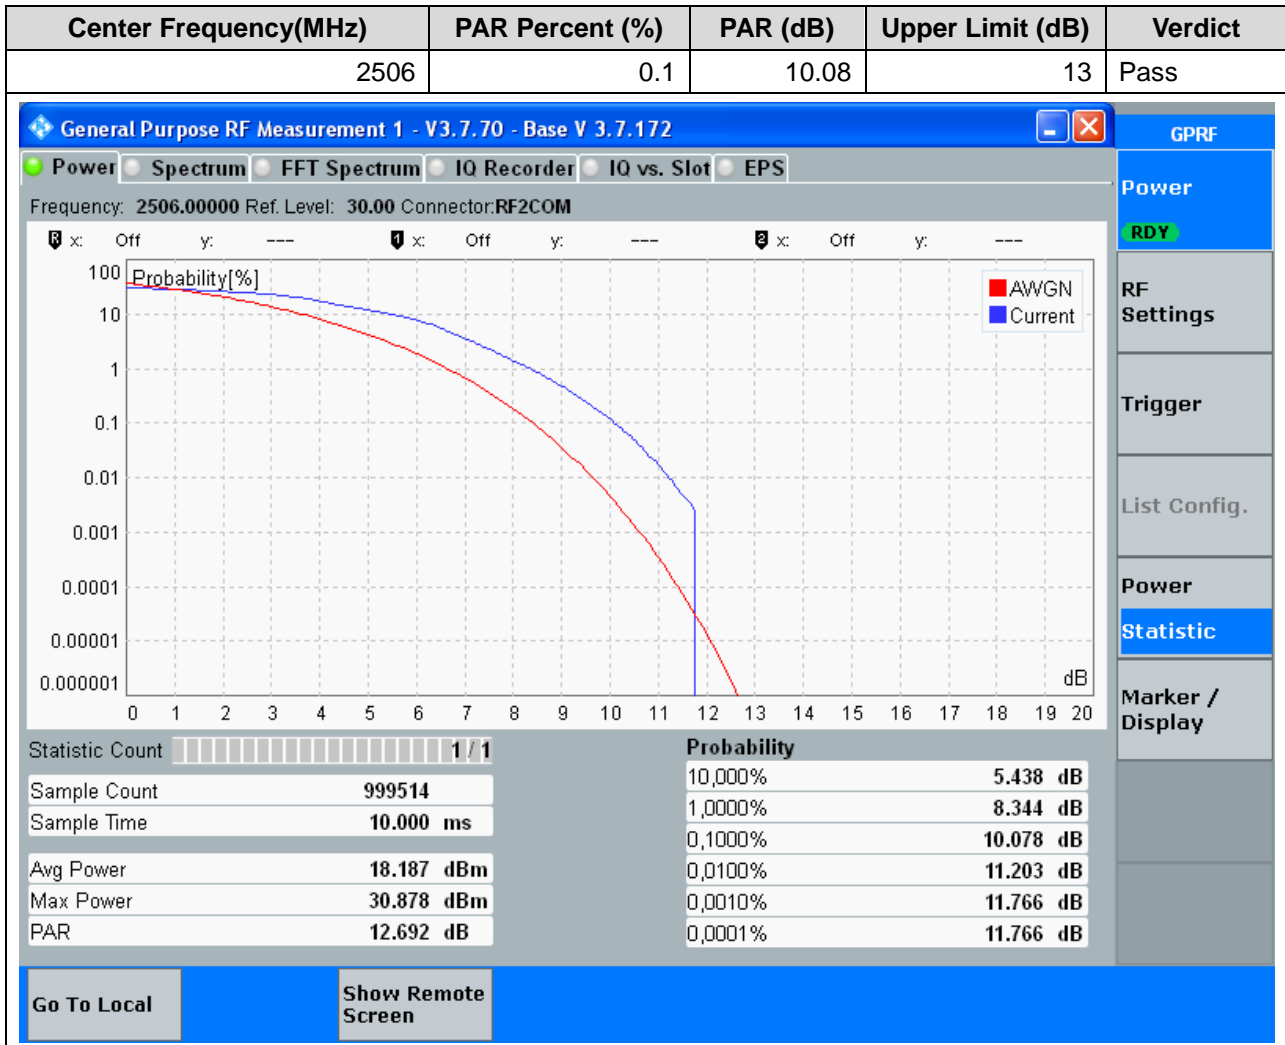 Center Frequency(MHz) PAR Percent (%) PAR (dB) Upper Limit (dB) Verdict
2506 0.1 10.08 13 Pass
General Purpose RF Measurement 1 - V3.7.70 - Base V 3.7.172
GPRF
Power Spectrum FFT Spectrum IQ Recorder IQ vs. Slot EPS
Power
RDY
Frequency: 2506.00000 Ref. Level: 30.00 Connector:RF2COM
R x: Off y: --- 1 x: Off y: --- 2 x: Off y: ---
Probability[%]
AWGN
Current
100
10
1
0.1
0.01
0.001
0.0001
0.00001
0.000001
dB
0 1 2 3 4 5 6 7 8 9 10 11 12 13 14 15 16 17 18 19 20
RF
Settings
Trigger
List Config.
Power
Statistic
Marker /
Display
Statistic Count 1 / 1
Sample Count 999514
Sample Time 10.000 ms
Avg Power 18.187 dBm
Max Power 30.878 dBm
PAR 12.692 dB
Probability
10,000% 5.438 dB
1,0000% 8.344 dB
0,1000% 10.078 dB
0,0100% 11.203 dB
0,0010% 11.766 dB
0,0001% 11.766 dB
Go To Local
Show Remote
Screen